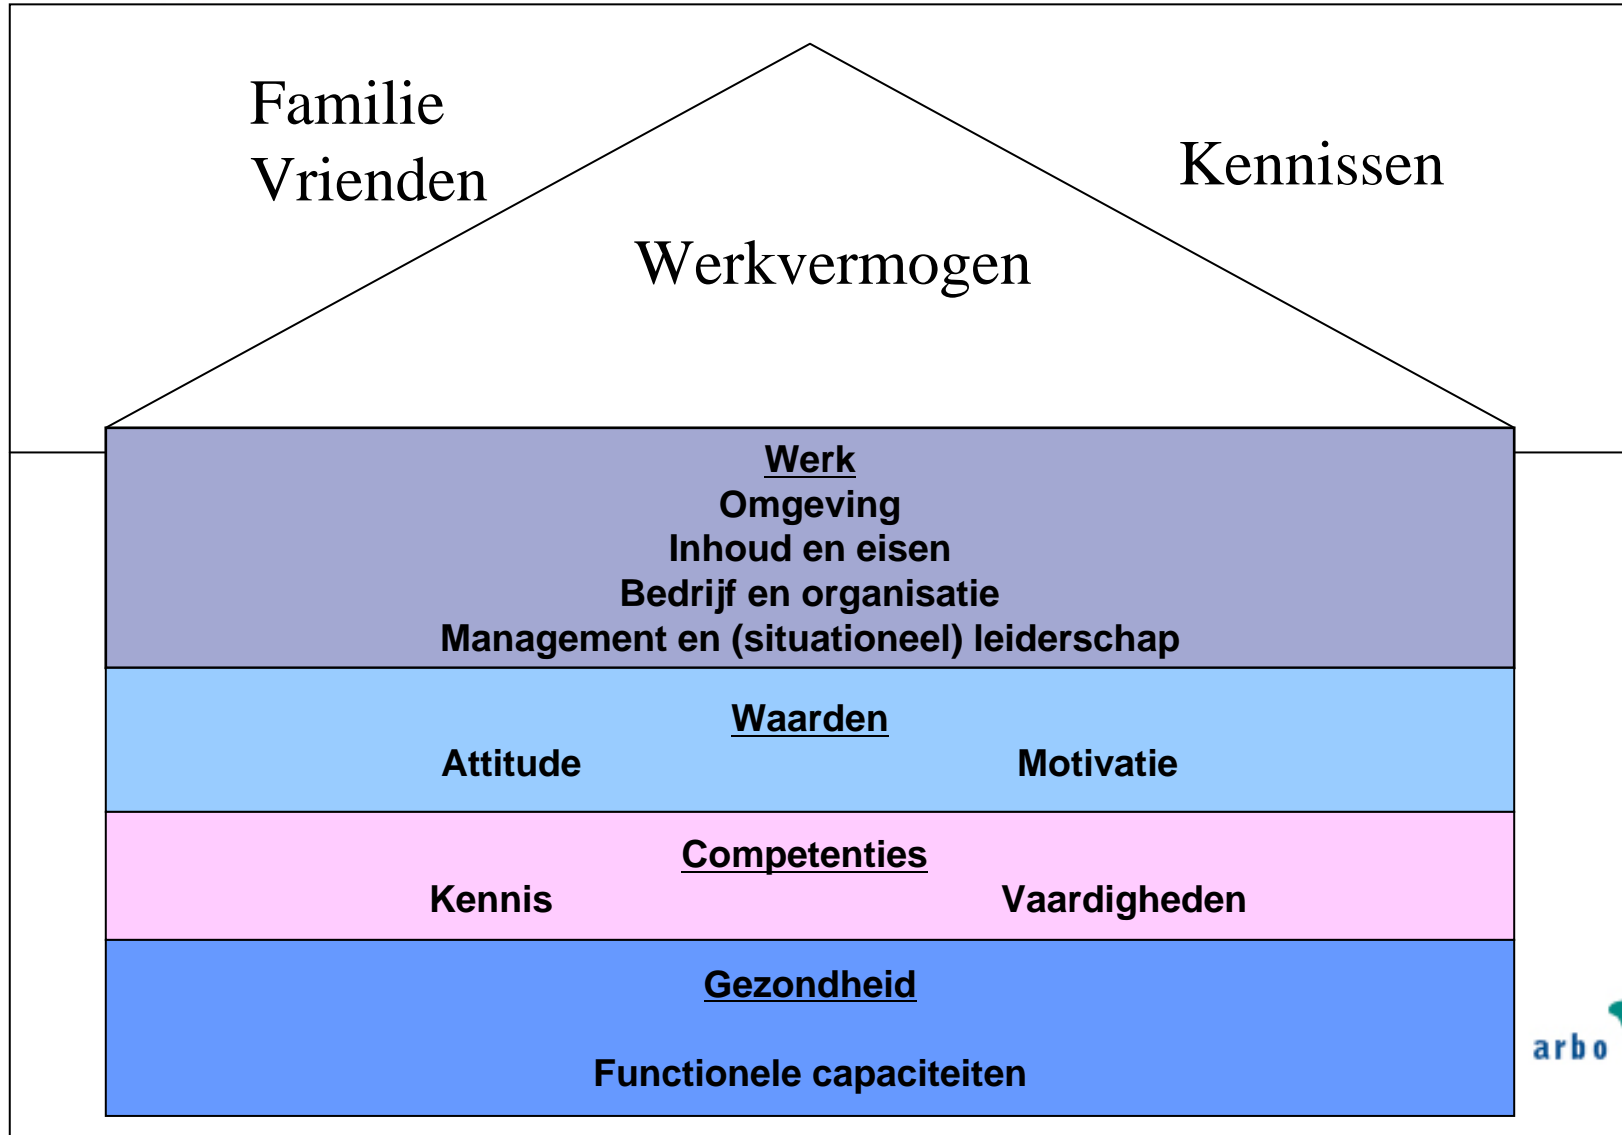 Familie
Vrienden
Kennissen
Werkvermogen
Werk
Omgeving
Inhoud en eisen
Bedrijf en organisatie
Management en (situationeel) leiderschap
Waarden
Attitude Motivatie
Competenties
Kennis Vaardigheden
Gezondheid
Functionele capaciteiten
arbo